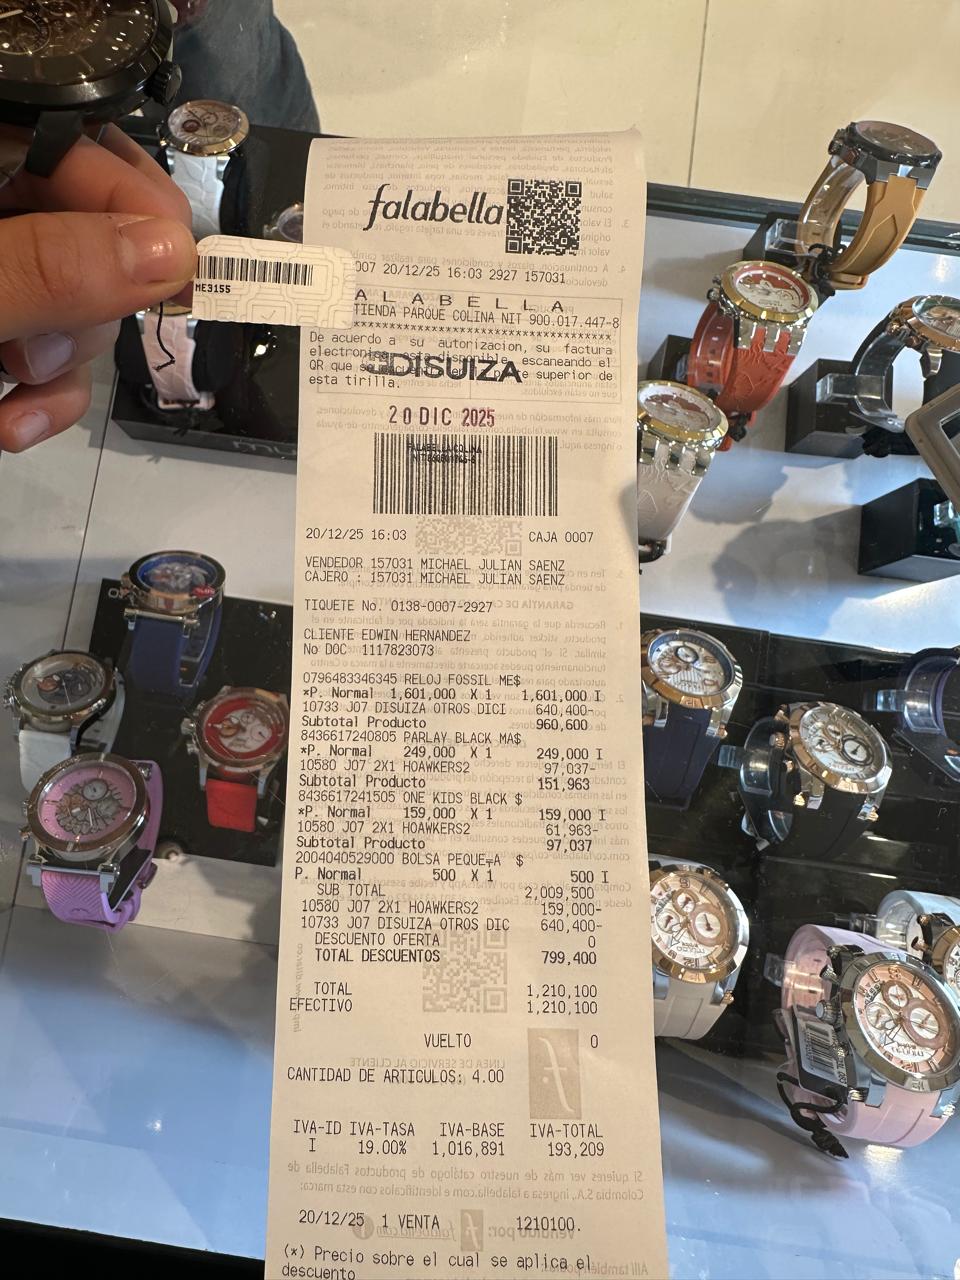 falabella
007 20/12/25 16:03 2927 157031
ME3155
ALABELLA
TIENDA PARQUE COLINA NIT 900.017.447-8
**************************************
De acuerdo a su autorizacion, su factura
electronica esta disponible, escaneando el
QR que se encuentra en la parte superior de
esta tirilla.
DISUIZA
20 DIC 2025
FALABELLA COLINA
20/12/25 16:03 CAJA 0007
VENDEDOR 157031 MICHAEL JULIAN SAENZ
CAJERO : 157031 MICHAEL JULIAN SAENZ
TIQUETE No. 0138-0007-2927
CLIENTE EDWIN HERNANDEZ
No DOC 1117823073
0796483346345 RELOJ FOSSIL ME$
*P. Normal 1,601,000 X 1 1,601,000 I
10733 J07 DISUIZA OTROS DICI 640,400-
Subtotal Producto 960,600
8436617240805 PARLAY BLACK MA$
*P. Normal 249,000 X 1 249,000 I
10580 J07 2X1 HOAWKERS2 97,037-
Subtotal Producto 151,963
8436617241505 ONE KIDS BLACK $
*P. Normal 159,000 X 1 159,000 I
10580 J07 2X1 HOAWKERS2 61,963-
Subtotal Producto 97,037
2004040529000 BOLSA PEQUE╤A $
P. Normal 500 X 1 500 I
SUB TOTAL 2,009,500
10580 J07 2X1 HOAWKERS2 159,000-
10733 J07 DISUIZA OTROS DIC 640,400-
DESCUENTO OFERTA 0
TOTAL DESCUENTOS 799,400
TOTAL 1,210,100
EFECTIVO 1,210,100
VUELTO 0
CANTIDAD DE ARTICULOS: 4.00
IVA-ID IVA-TASA IVA-BASE IVA-TOTAL
I 19.00% 1,016,891 193,209
20/12/25 1 VENTA 1210100.
(*) Precio sobre el cual se aplica el
descuento